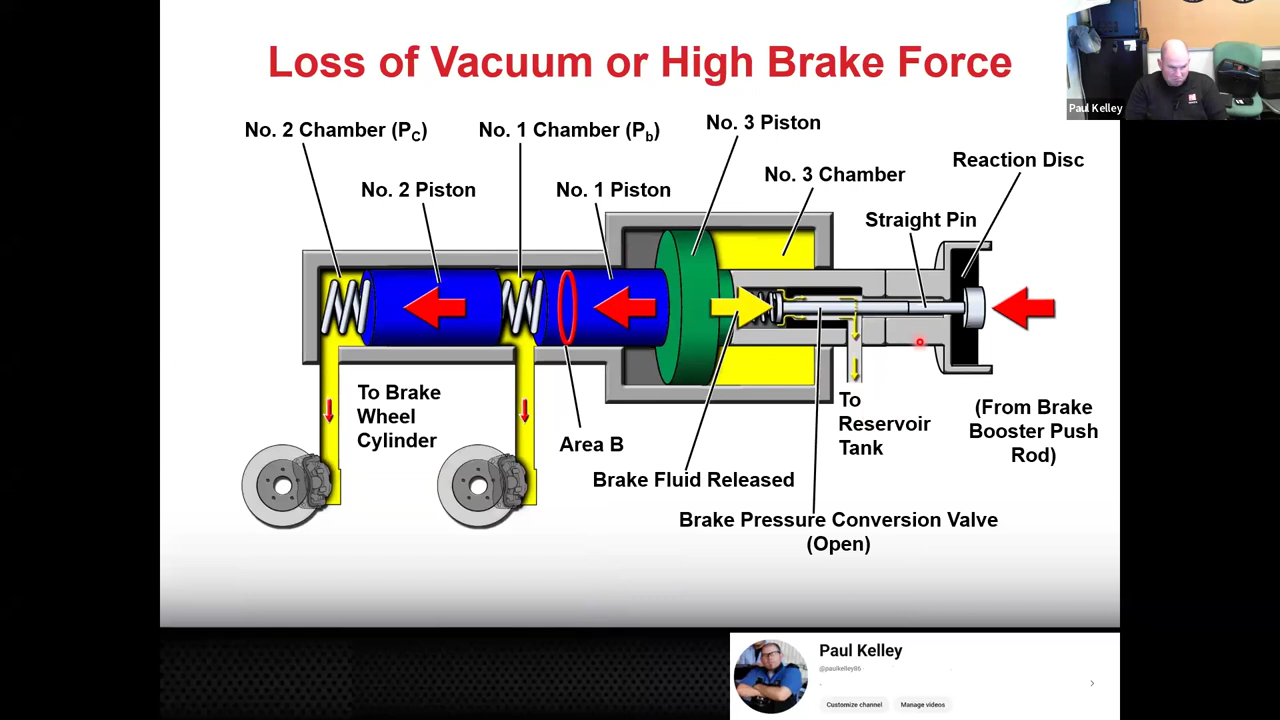 Loss of Vacuum or High Brake Force
Paul Kelley
No. 2 Chamber (PC)
No. 1 Chamber (Pb)
No. 3 Piston
Reaction Disc
No. 3 Chamber
No. 2 Piston
No. 1 Piston
Straight Pin
To Brake
Wheel
Cylinder
Area B
To
Reservoir
Tank
(From Brake
Booster Push
Rod)
Brake Fluid Released
Brake Pressure Conversion Valve
(Open)
Paul Kelley
@paulkelley86
Customize channel
Manage videos